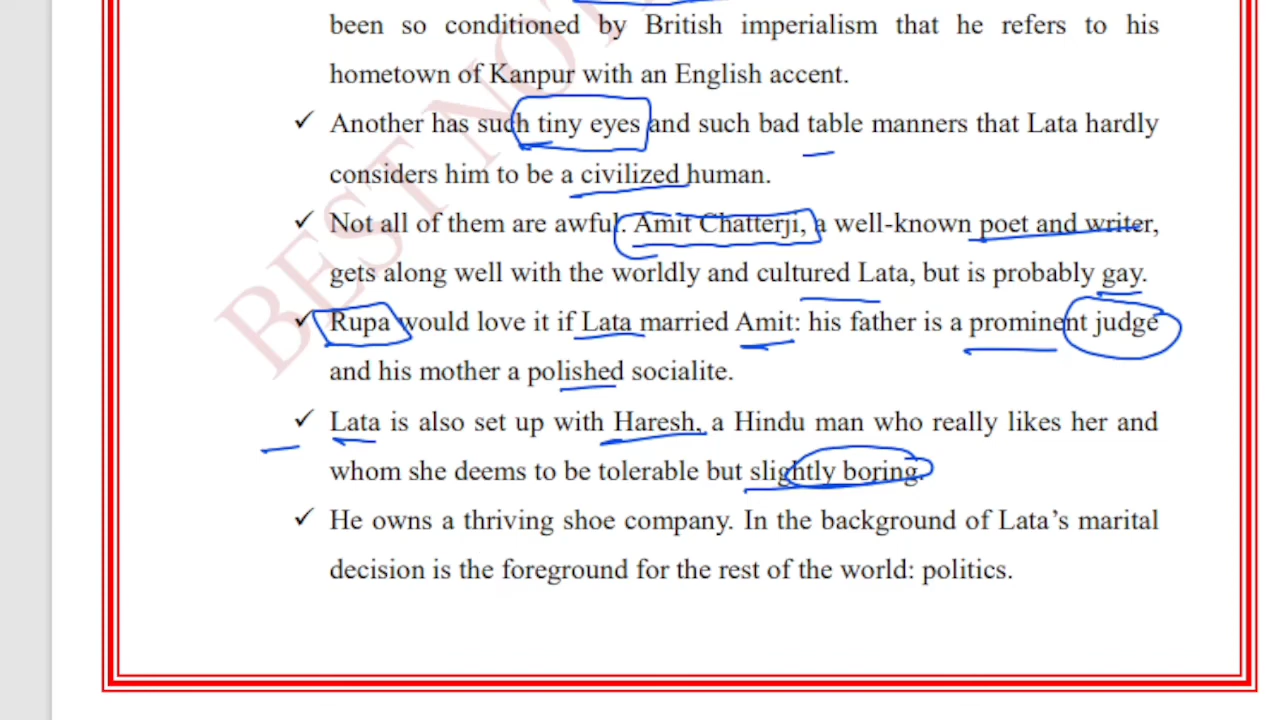 been so conditioned by British imperialism that he refers to his
hometown of Kanpur with an English accent.
✓ Another has such tiny eyes and such bad table manners that Lata hardly
considers him to be a civilized human.
✓ Not all of them are awful. Amit Chatterji, a well-known poet and writer,
gets along well with the worldly and cultured Lata, but is probably gay.
✓ Rupa would love it if Lata married Amit: his father is a prominent judge
and his mother a polished socialite.
✓ Lata is also set up with Haresh, a Hindu man who really likes her and
whom she deems to be tolerable but slightly boring.
✓ He owns a thriving shoe company. In the background of Lata’s marital
decision is the foreground for the rest of the world: politics.
BEST NO